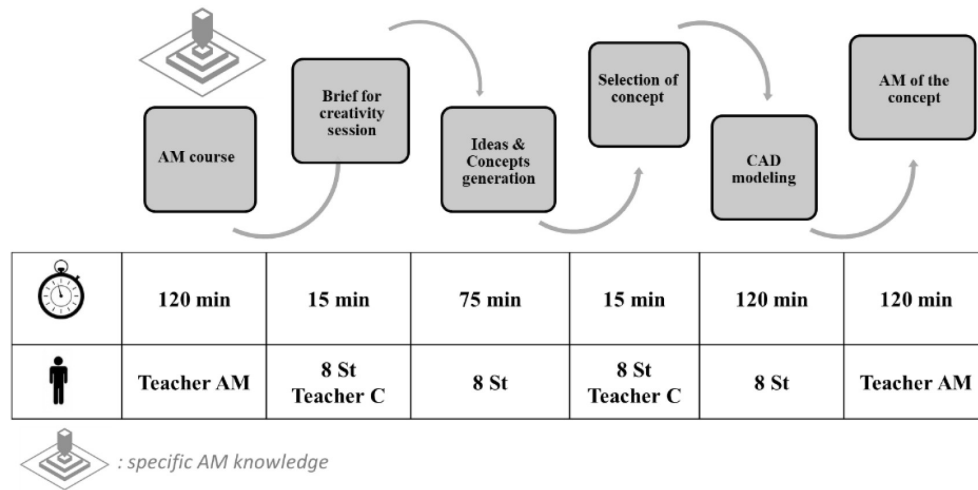 AM course
Brief for
creativity
session
Ideas &
Concepts
generation
Selection of
concept
CAD
modeling
AM of the
concept
120 min
15 min
75 min
15 min
120 min
120 min
Teacher AM
8 St
Teacher C
8 St
8 St
Teacher C
8 St
Teacher AM
: specific AM knowledge